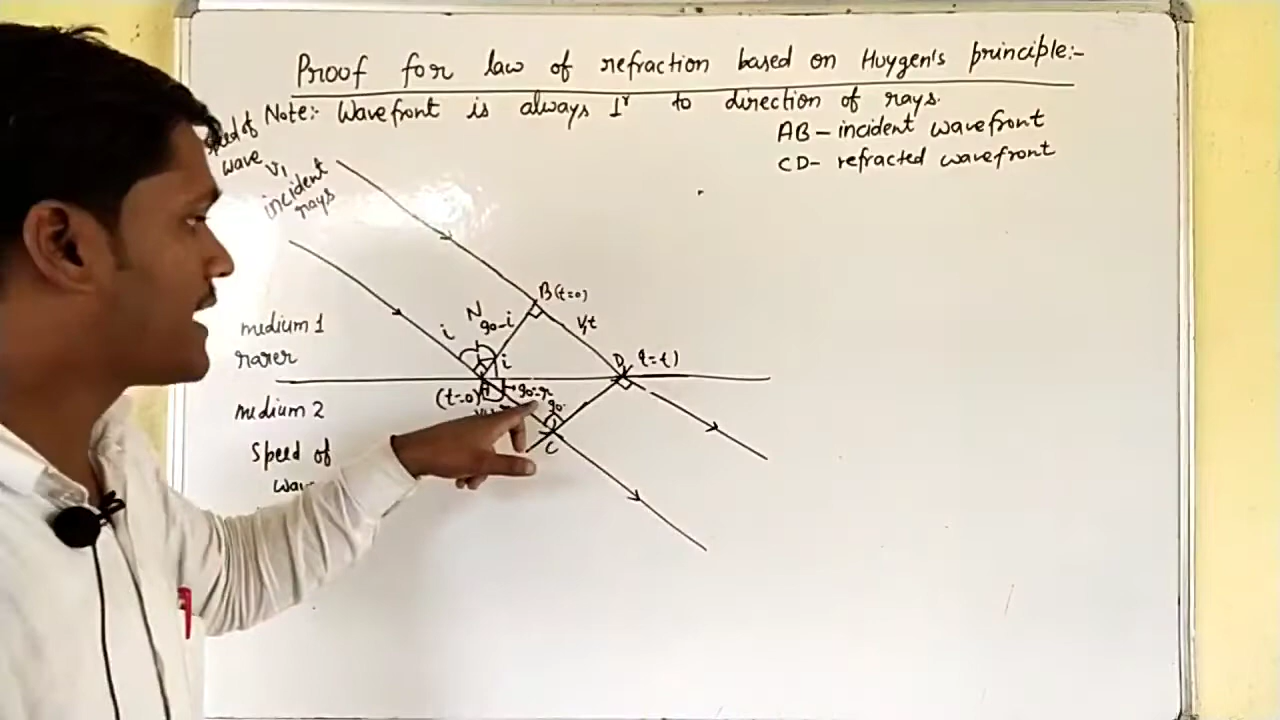 Proof for law of refraction based on Huygen's principle:-
Note:- Wavefront is always ⊥r to direction of rays.
AB - incident wavefront
CD - refracted wavefront
speed of
wave
V1
incident
rays
B(t=0)
N
90-i
i
V1t
i
medium 1
rarer
D
(t=t)
(t=0)
90-r
90°
medium 2
C
Speed of